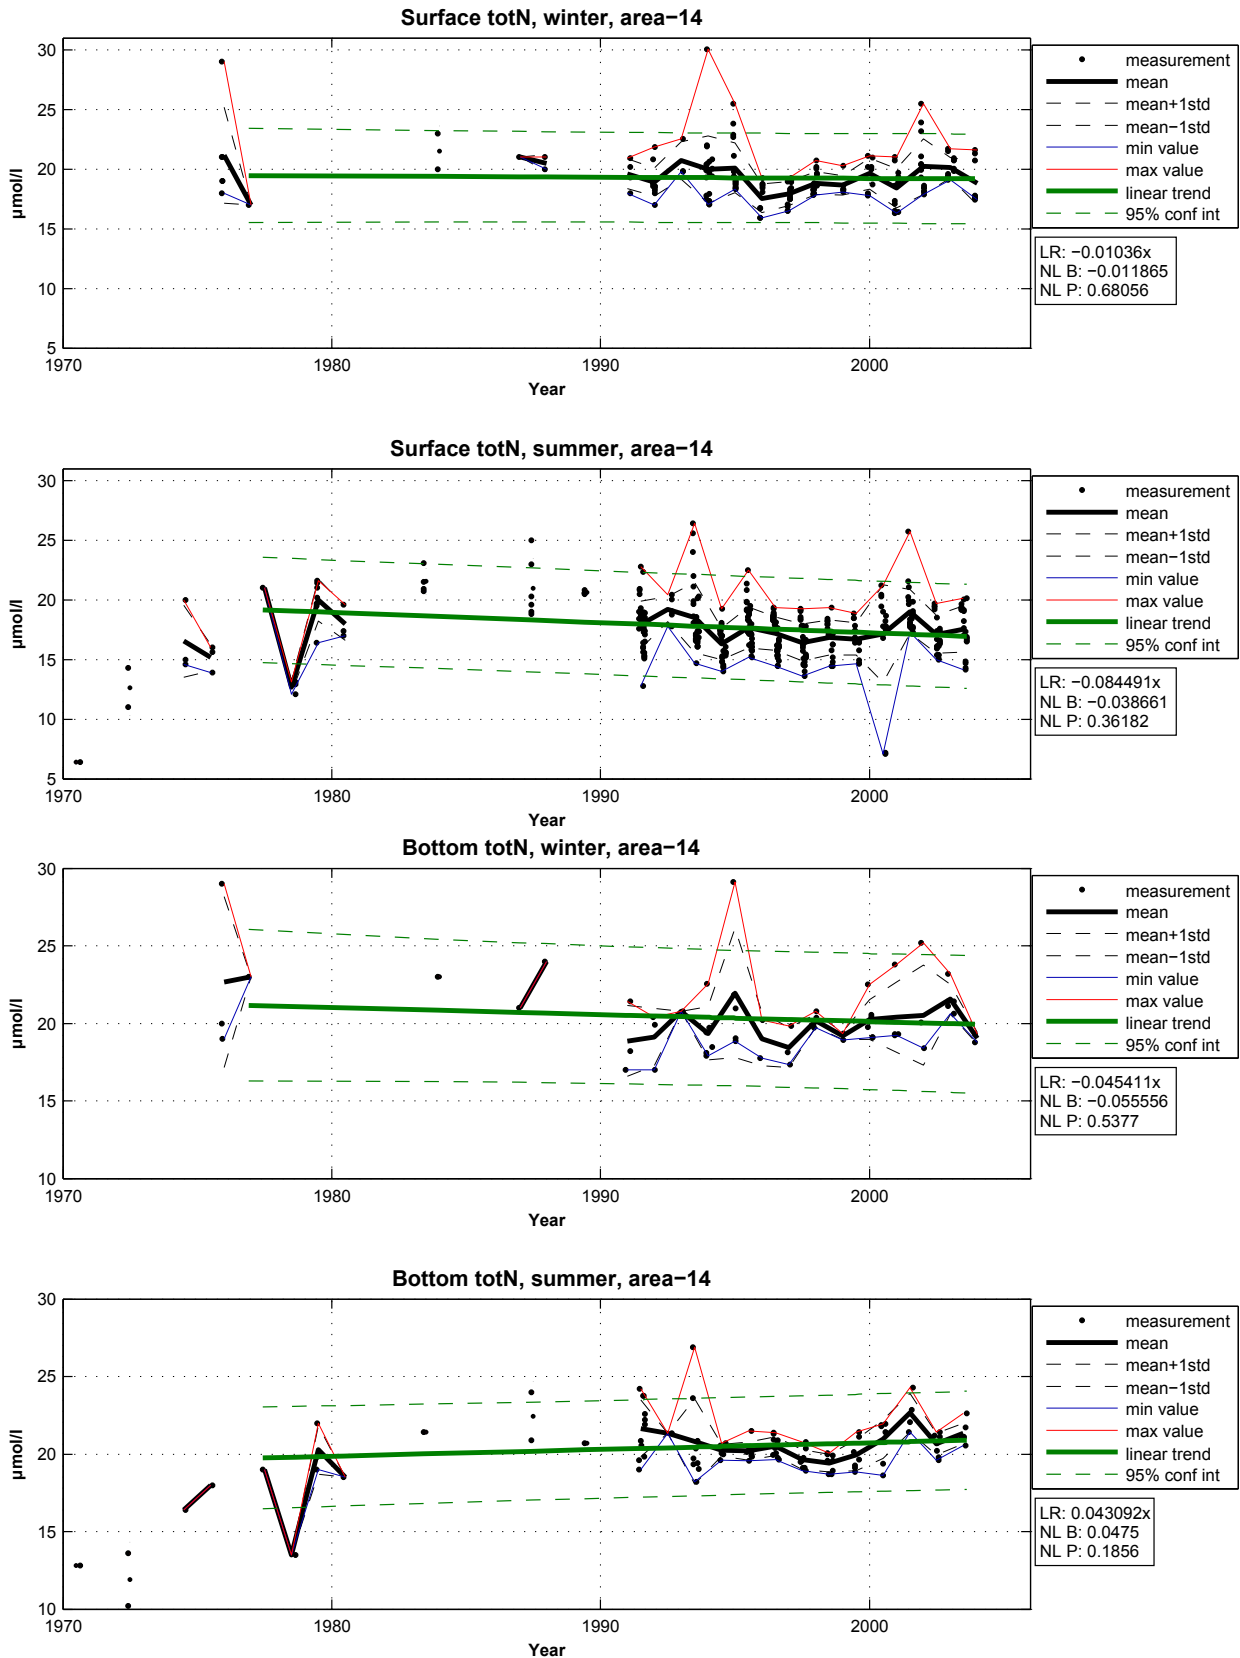 Surface totN, winter, area−14
µmol/l
30
25
20
15
10
5
1970
1980
1990
2000
Year
measurement
mean
mean+1std
mean−1std
min value
max value
linear trend
95% conf int
LR: −0.01036x
NL B: −0.011865
NL P: 0.68056
Surface totN, summer, area−14
µmol/l
30
25
20
15
10
5
1970
1980
1990
2000
Year
measurement
mean
mean+1std
mean−1std
min value
max value
linear trend
95% conf int
LR: −0.084491x
NL B: −0.038661
NL P: 0.36182
Bottom totN, winter, area−14
µmol/l
30
25
20
15
10
1970
1980
1990
2000
Year
measurement
mean
mean+1std
mean−1std
min value
max value
linear trend
95% conf int
LR: −0.045411x
NL B: −0.055556
NL P: 0.5377
Bottom totN, summer, area−14
µmol/l
30
25
20
15
10
1970
1980
1990
2000
Year
measurement
mean
mean+1std
mean−1std
min value
max value
linear trend
95% conf int
LR: 0.043092x
NL B: 0.0475
NL P: 0.1856